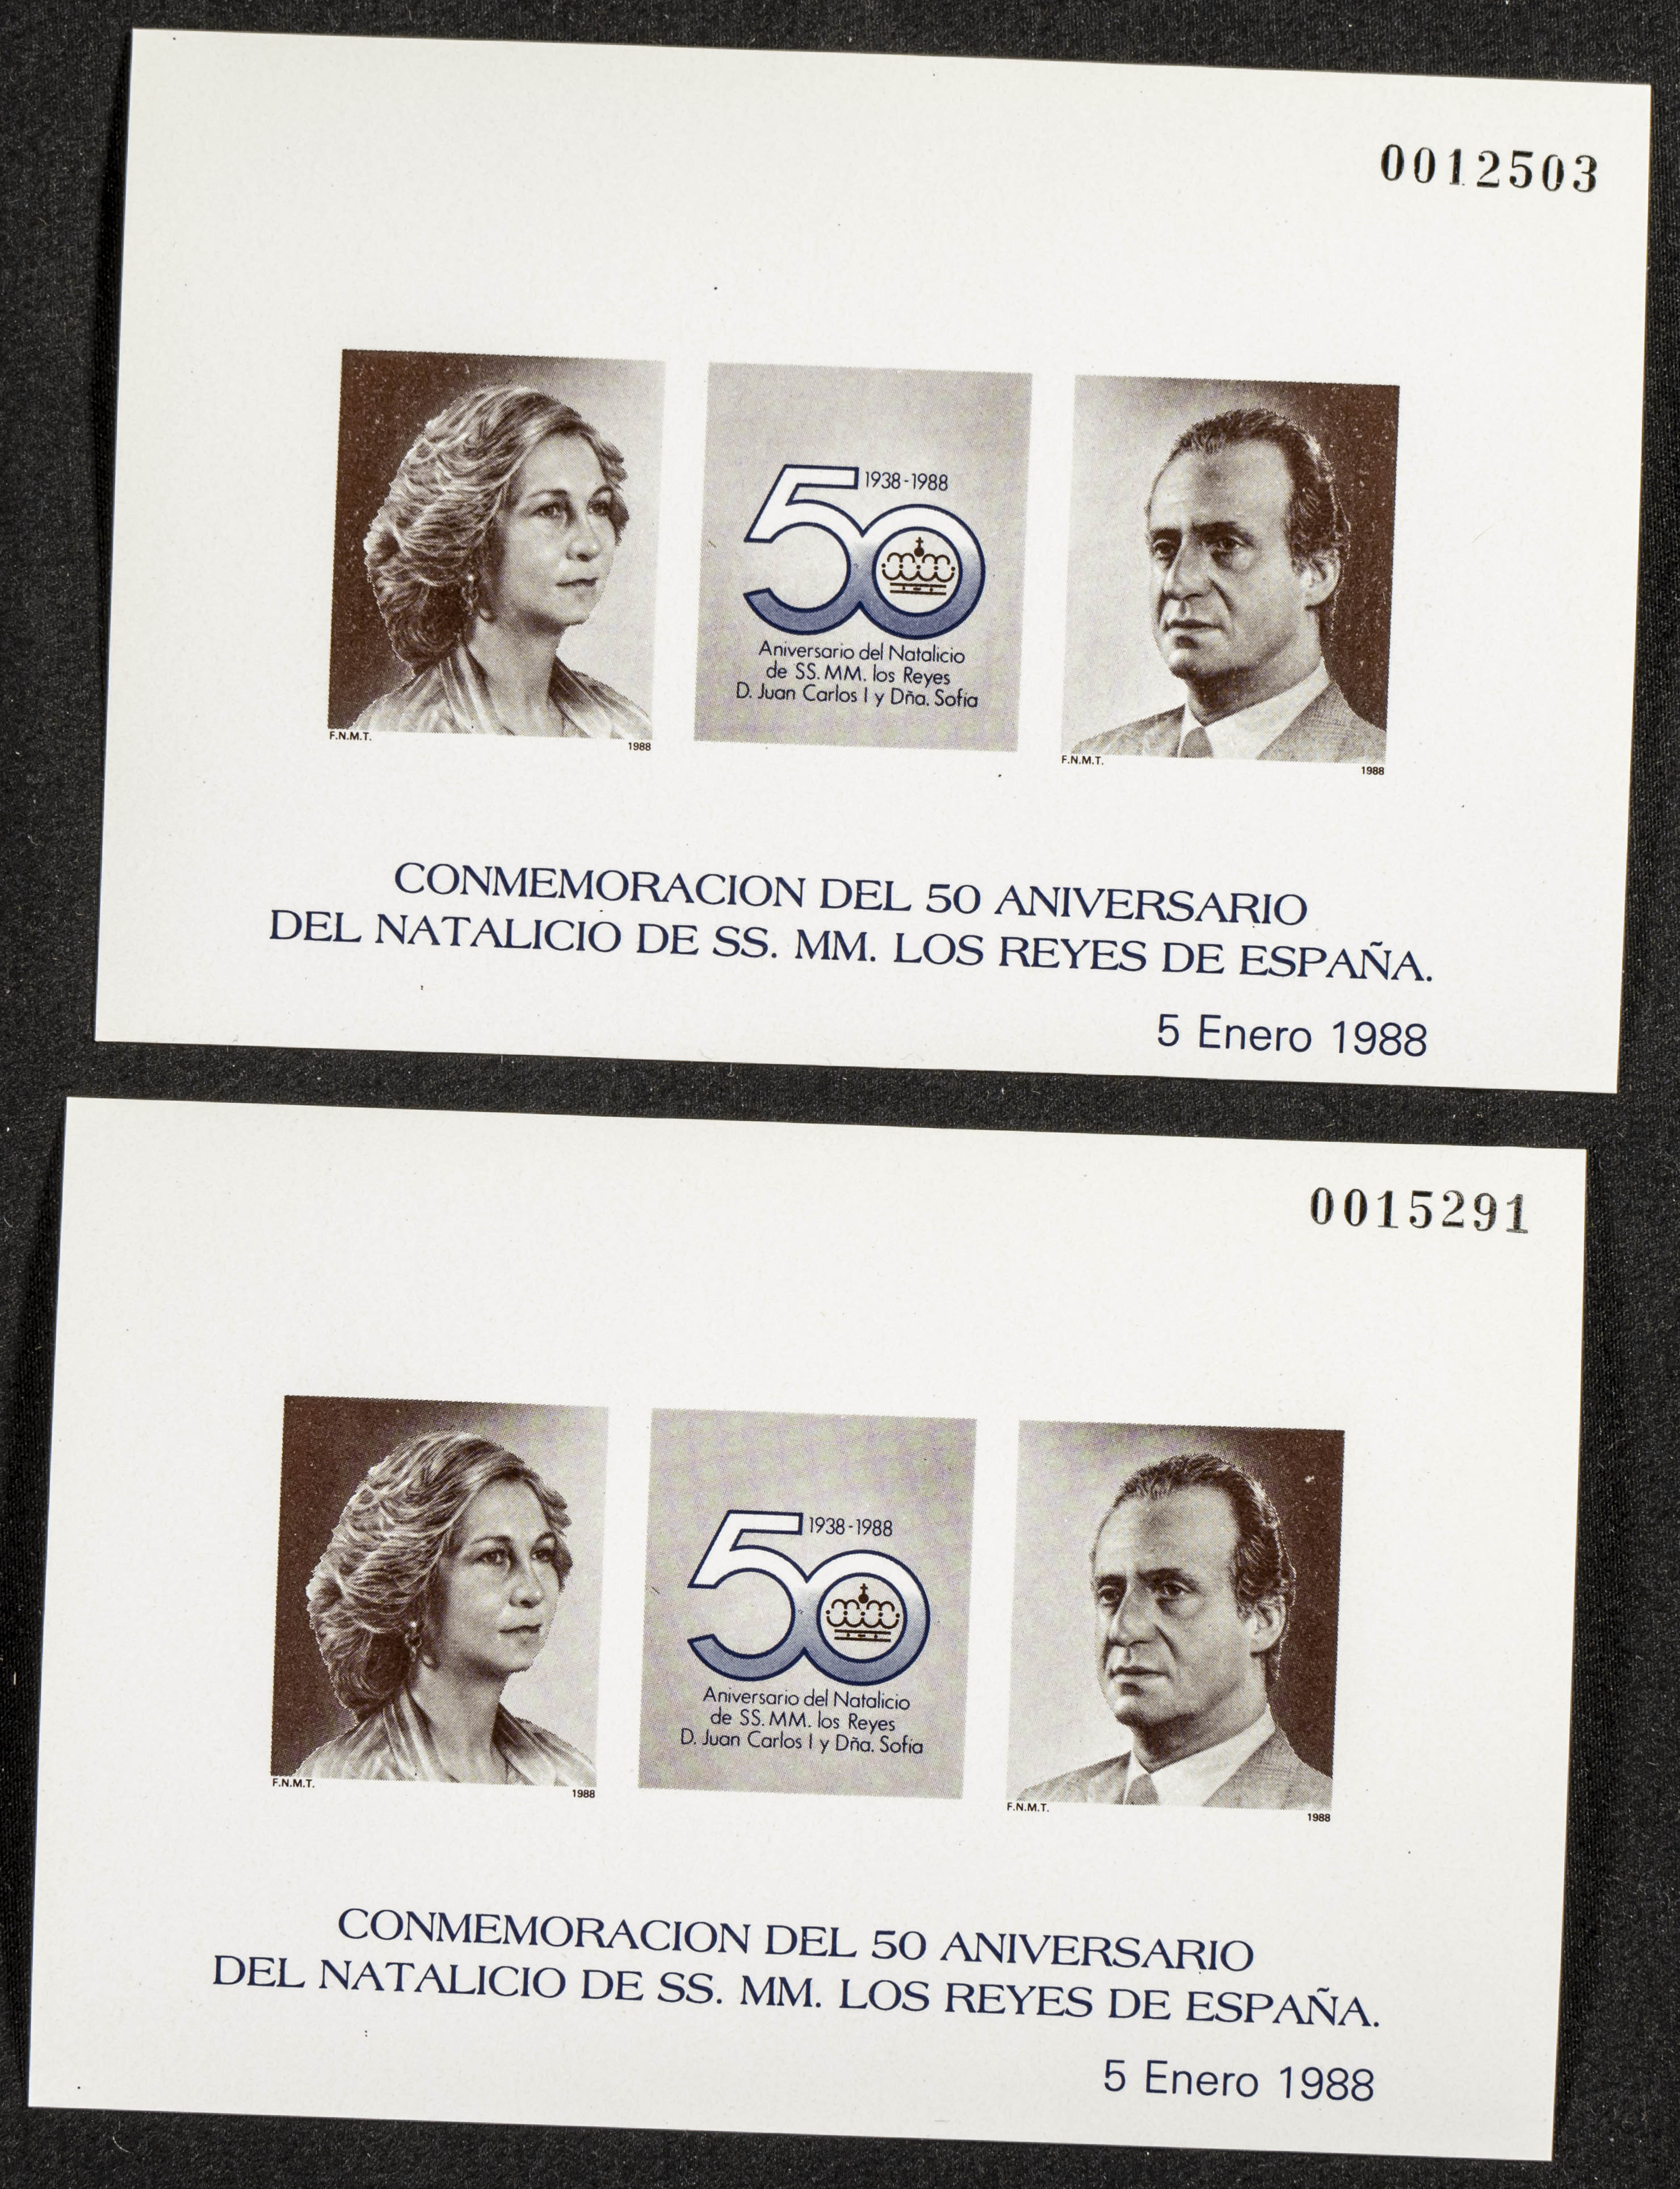 0012503
1938-1988
50
Aniversario del Natalicio
de SS. MM. los Reyes
D. Juan Carlos I y Dña. Sofía
F.N.M.T.
1988
F.N.M.T.
1988
CONMEMORACION DEL 50 ANIVERSARIO
DEL NATALICIO DE SS. MM. LOS REYES DE ESPAÑA.
5 Enero 1988
0015291
1938-1988
50
Aniversario del Natalicio
de SS. MM. los Reyes
D. Juan Carlos I y Dña. Sofía
F.N.M.T.
1988
F.N.M.T.
1988
CONMEMORACION DEL 50 ANIVERSARIO
DEL NATALICIO DE SS. MM. LOS REYES DE ESPAÑA.
5 Enero 1988